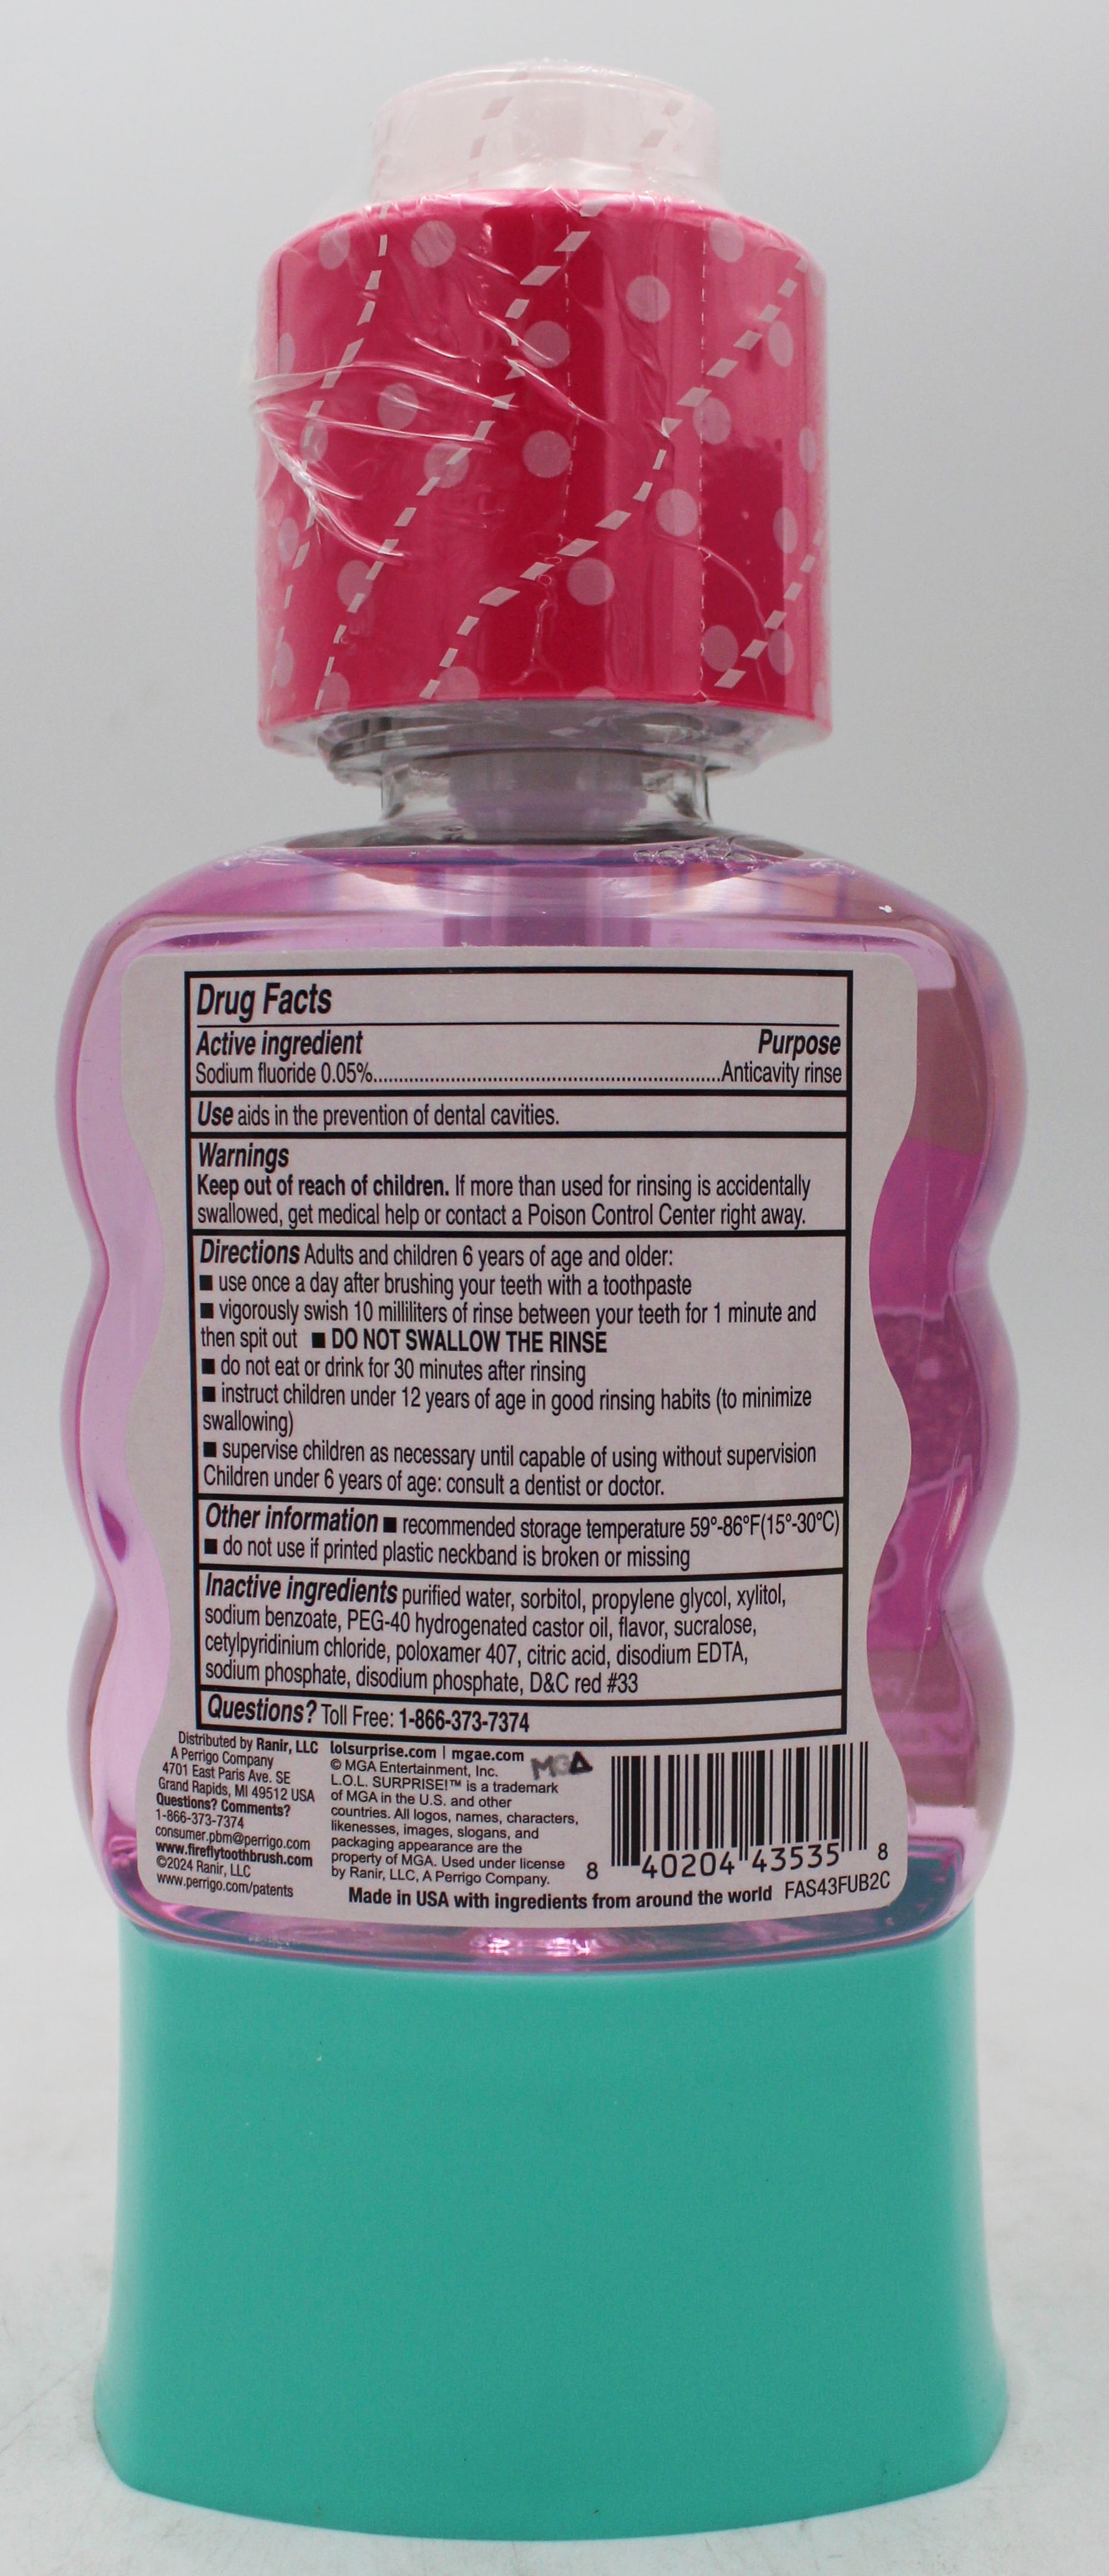 Drug Facts
Active ingredient Purpose
Sodium fluoride 0.05%.....................................................................Anticavity rinse
Use aids in the prevention of dental cavities.
Warnings
Keep out of reach of children. If more than used for rinsing is accidentally
swallowed, get medical help or contact a Poison Control Center right away.
Directions Adults and children 6 years of age and older:
■ use once a day after brushing your teeth with a toothpaste
■ vigorously swish 10 milliliters of rinse between your teeth for 1 minute and
then spit out ■ DO NOT SWALLOW THE RINSE
■ do not eat or drink for 30 minutes after rinsing
■ instruct children under 12 years of age in good rinsing habits (to minimize
swallowing)
■ supervise children as necessary until capable of using without supervision
Children under 6 years of age: consult a dentist or doctor.
Other information ■ recommended storage temperature 59°-86°F(15°-30°C)
■ do not use if printed plastic neckband is broken or missing
Inactive ingredients purified water, sorbitol, propylene glycol, xylitol,
sodium benzoate, PEG-40 hydrogenated castor oil, flavor, sucralose,
cetylpyridinium chloride, poloxamer 407, citric acid, disodium EDTA,
sodium phosphate, disodium phosphate, D&C red #33
Questions? Toll Free: 1-866-373-7374
Distributed by Ranir, LLC
A Perrigo Company
4701 East Paris Ave. SE
Grand Rapids, MI 49512 USA
Questions? Comments?
1-866-373-7374
consumer.pbm@perrigo.com
www.fireflytoothbrush.com
©2024 Ranir, LLC
www.perrigo.com/patents
lolsurprise.com | mgae.com
© MGA Entertainment, Inc.
L.O.L. SURPRISE!™ is a trademark
of MGA in the U.S. and other
countries. All logos, names, characters,
likenesses, images, slogans, and
packaging appearance are the
property of MGA. Used under license
by Ranir, LLC, A Perrigo Company.
MGA
8 40204 43535 8
Made in USA with ingredients from around the world FAS43FUB2C